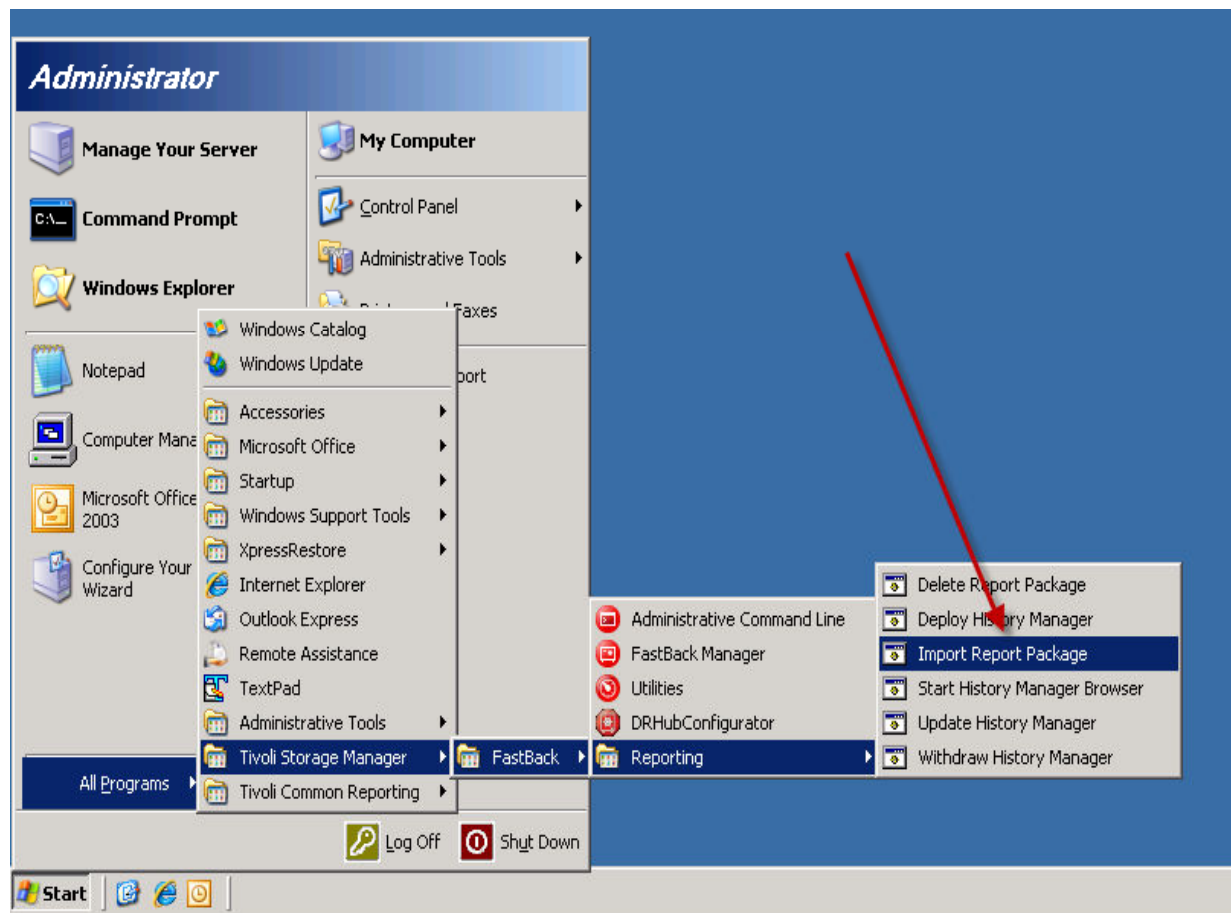 Administrator
Manage Your Server
Command Prompt
Windows Explorer
Notepad
Computer Mana
Microsoft Office
2003
Configure Your
Wizard
All Programs
My Computer
Control Panel
Administrative Tools
Faxes
port
Windows Catalog
Windows Update
Accessories
Microsoft Office
Startup
Windows Support Tools
XpressRestore
Internet Explorer
Outlook Express
Remote Assistance
TextPad
Administrative Tools
Tivoli Storage Manager
Tivoli Common Reporting
FastBack
Administrative Command Line
FastBack Manager
Utilities
DRHubConfigurator
Reporting
Delete Report Package
Deploy History Manager
Import Report Package
Start History Manager Browser
Update History Manager
Withdraw History Manager
Log Off
Shut Down
Start